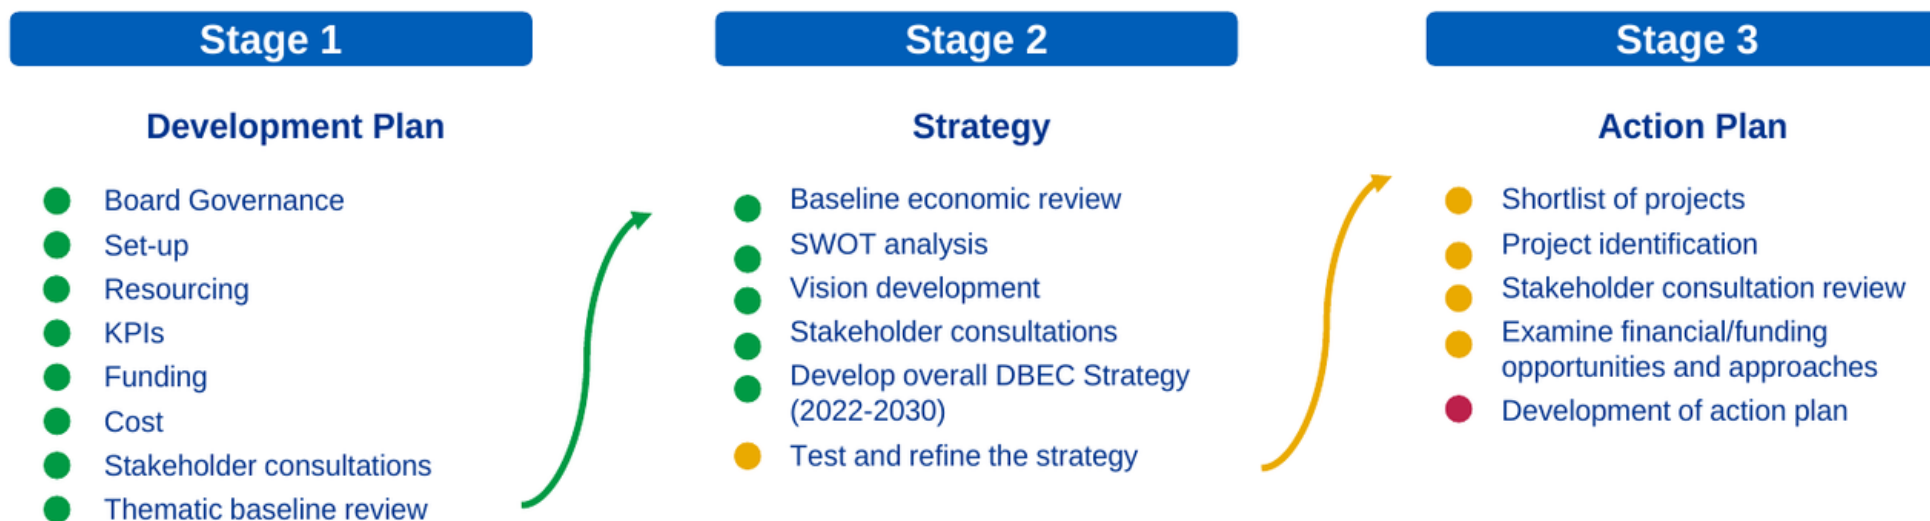 Stage 1
Development Plan
Board Governance
Set-up
Resourcing
KPIs
Funding
Cost
Stakeholder consultations
Thematic baseline review
Stage 2
Strategy
Baseline economic review
SWOT analysis
Vision development
Stakeholder consultations
Develop overall DBEC Strategy
(2022-2030)
Test and refine the strategy
Stage 3
Action Plan
Shortlist of projects
Project identification
Stakeholder consultation review
Examine financial/funding
opportunities and approaches
Development of action plan